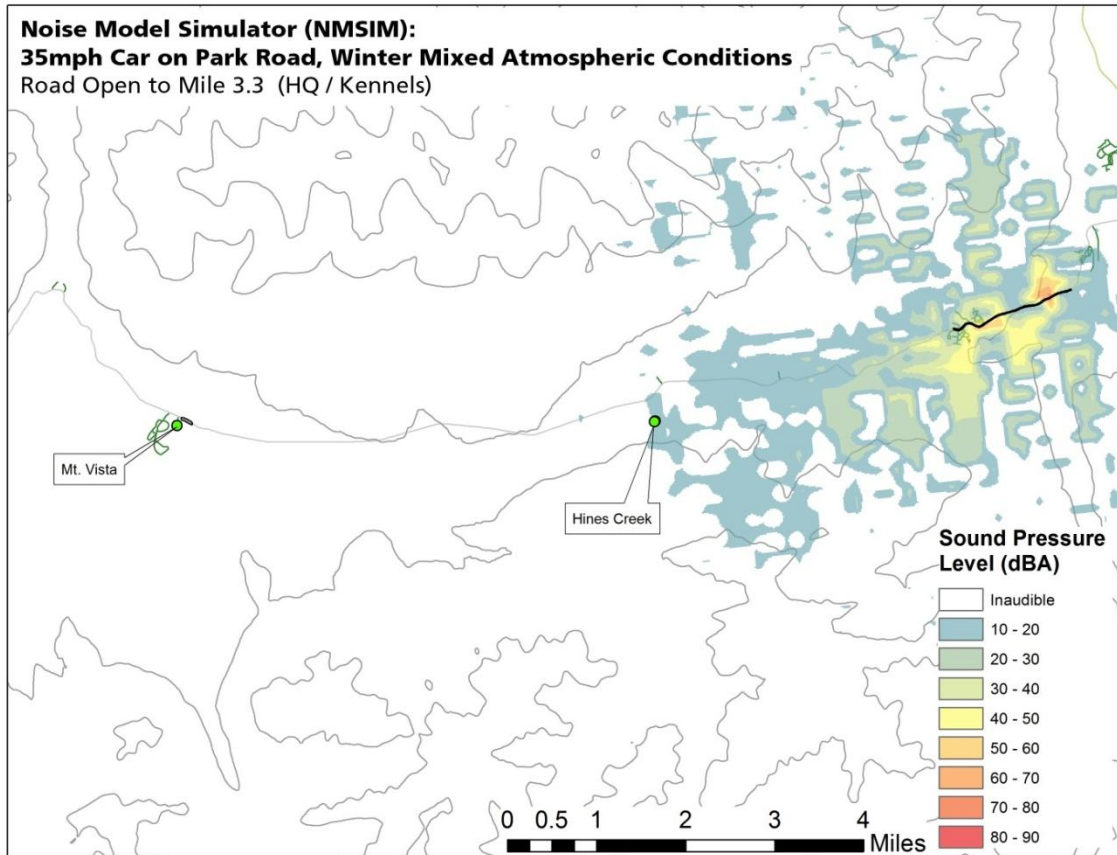 Noise Model Simulator (NMSIM):
35mph Car on Park Road, Winter Mixed Atmospheric Conditions
Road Open to Mile 3.3 (HQ / Kennels)
Mt. Vista
Hines Creek
Sound Pressure
Level (dBA)
Inaudible
10 - 20
20 - 30
30 - 40
40 - 50
50 - 60
60 - 70
70 - 80
80 - 90
0 0.5 1 2 3 4
Miles